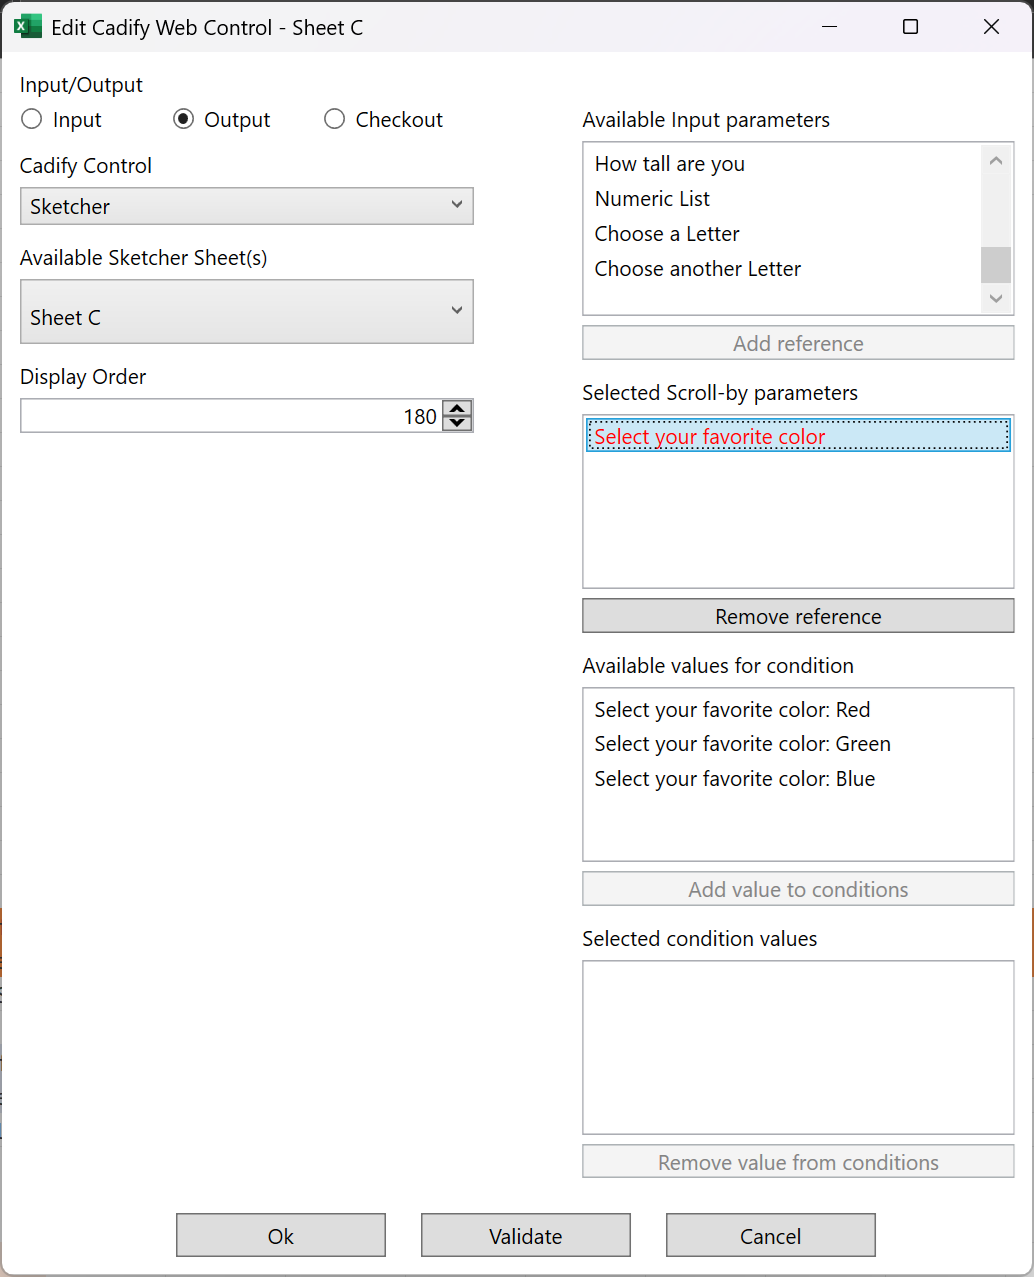 Edit Cadify Web Control - Sheet C
Input/Output
Input
Output
Checkout
Cadify Control
Sketcher
Available Sketcher Sheet(s)
Sheet C
Display Order
180
Available Input parameters
How tall are you
Numeric List
Choose a Letter
Choose another Letter
Add reference
Selected Scroll-by parameters
Select your favorite color
Remove reference
Available values for condition
Select your favorite color: Red
Select your favorite color: Green
Select your favorite color: Blue
Add value to conditions
Selected condition values
Remove value from conditions
Ok
Validate
Cancel